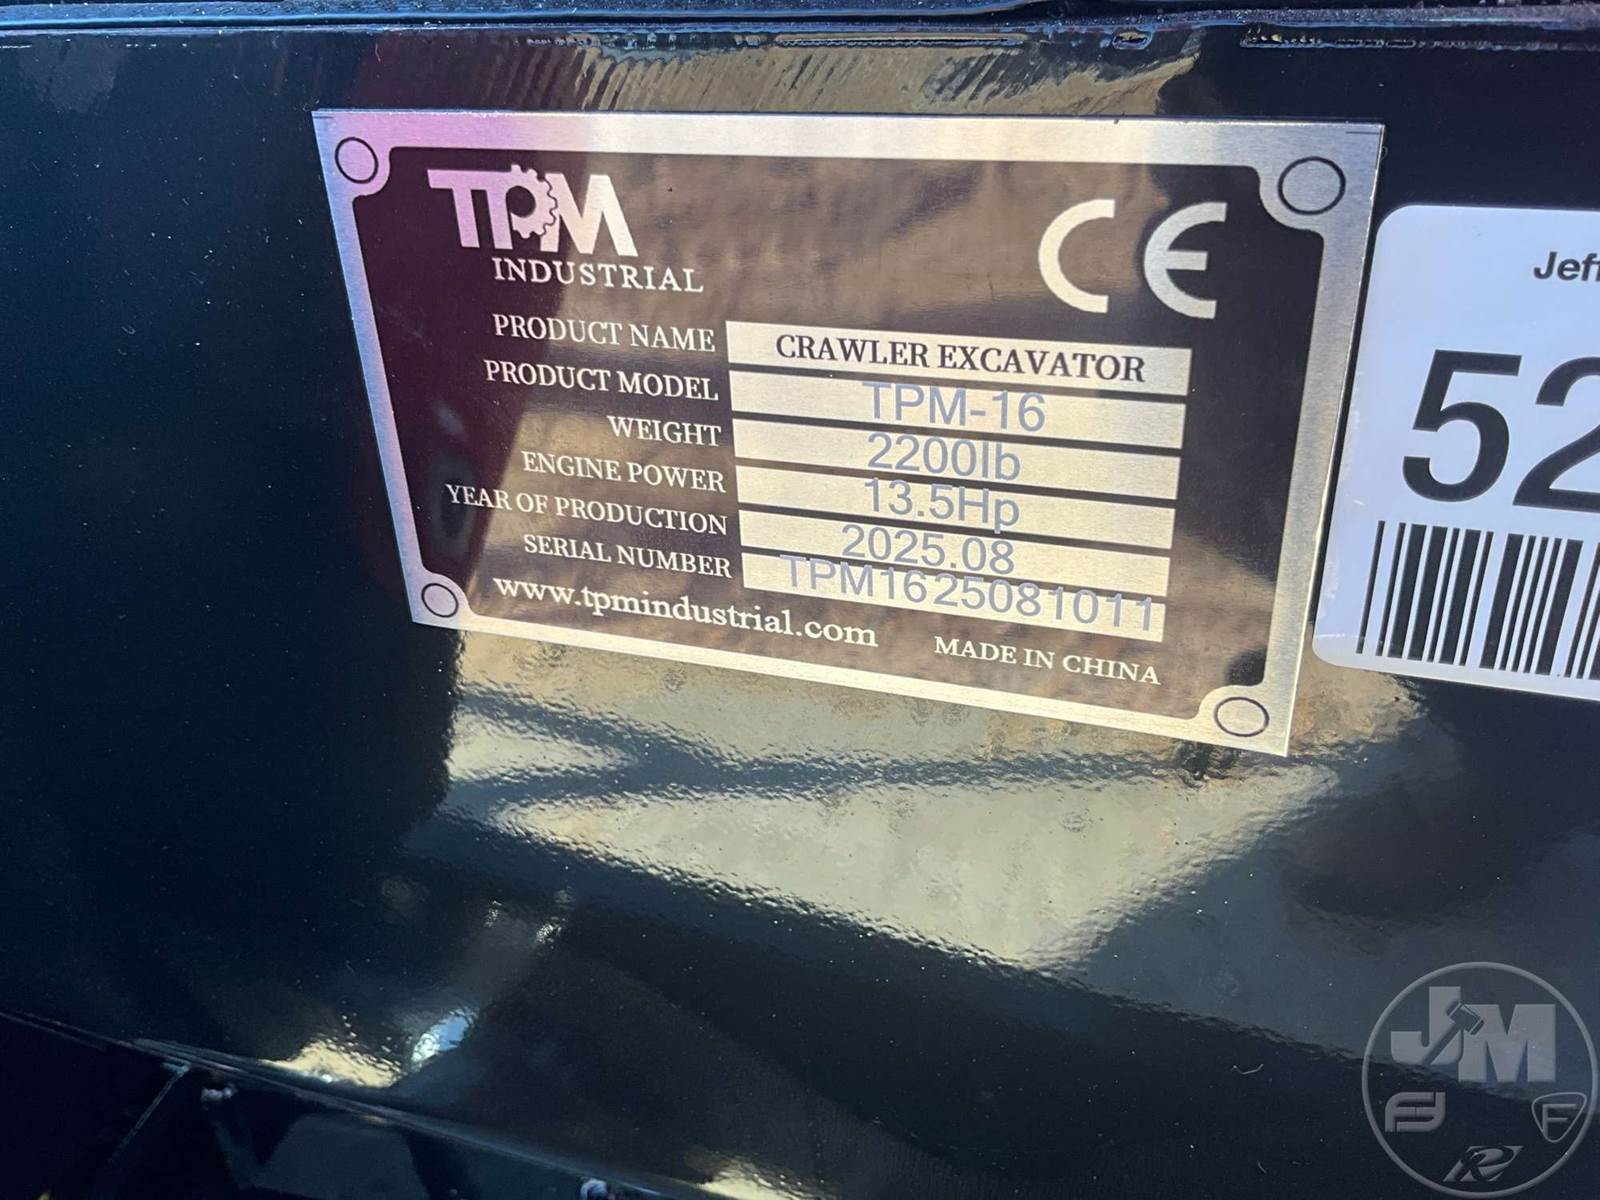 TPM
INDUSTRIAL
CE
PRODUCT NAME CRAWLER EXCAVATOR
PRODUCT MODEL TPM-16
WEIGHT 2200lb
ENGINE POWER 13.5Hp
YEAR OF PRODUCTION 2025.08
SERIAL NUMBER TPM1625081011
www.tpmindustrial.com
MADE IN CHINA
Jeff
52
JM
F